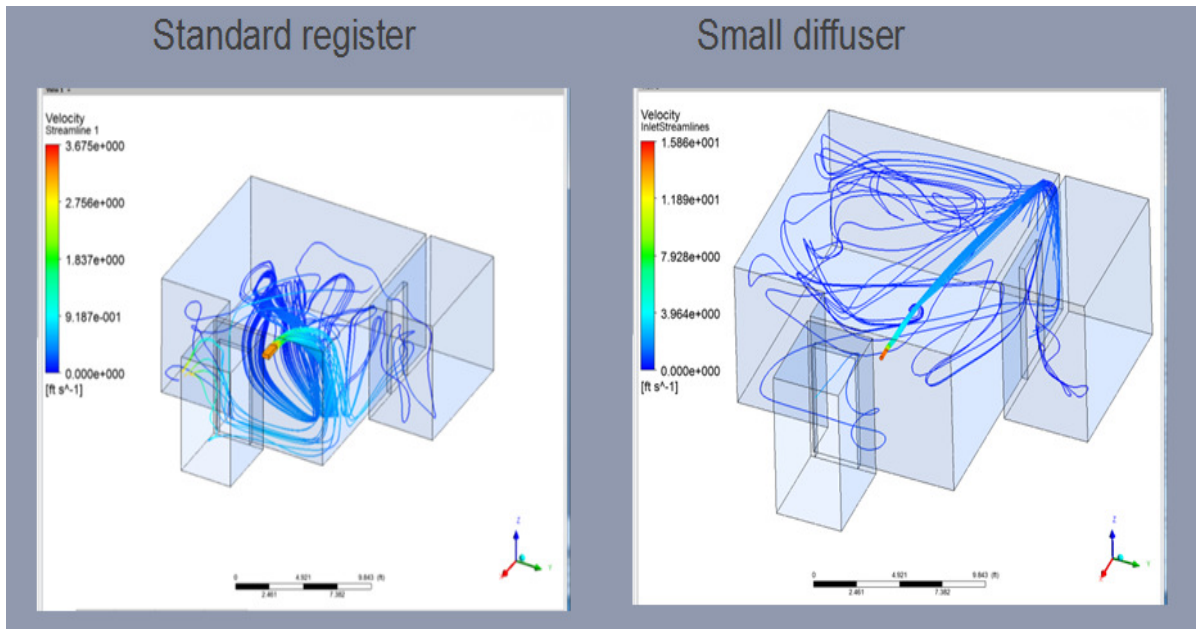 Standard register
Small diffuser
View 1
Velocity
Streamline 1
3.675e+000
2.756e+000
1.837e+000
9.187e-001
0.000e+000
[ft s^-1]
0
4.921
9.843 (ft)
2.461
7.382
Z
Y
Velocity
InletStreamlines
1.586e+001
1.189e+001
7.928e+000
3.964e+000
0.000e+000
[ft s^-1]
0
4.921
9.843 (ft)
2.461
7.382
Z
Y